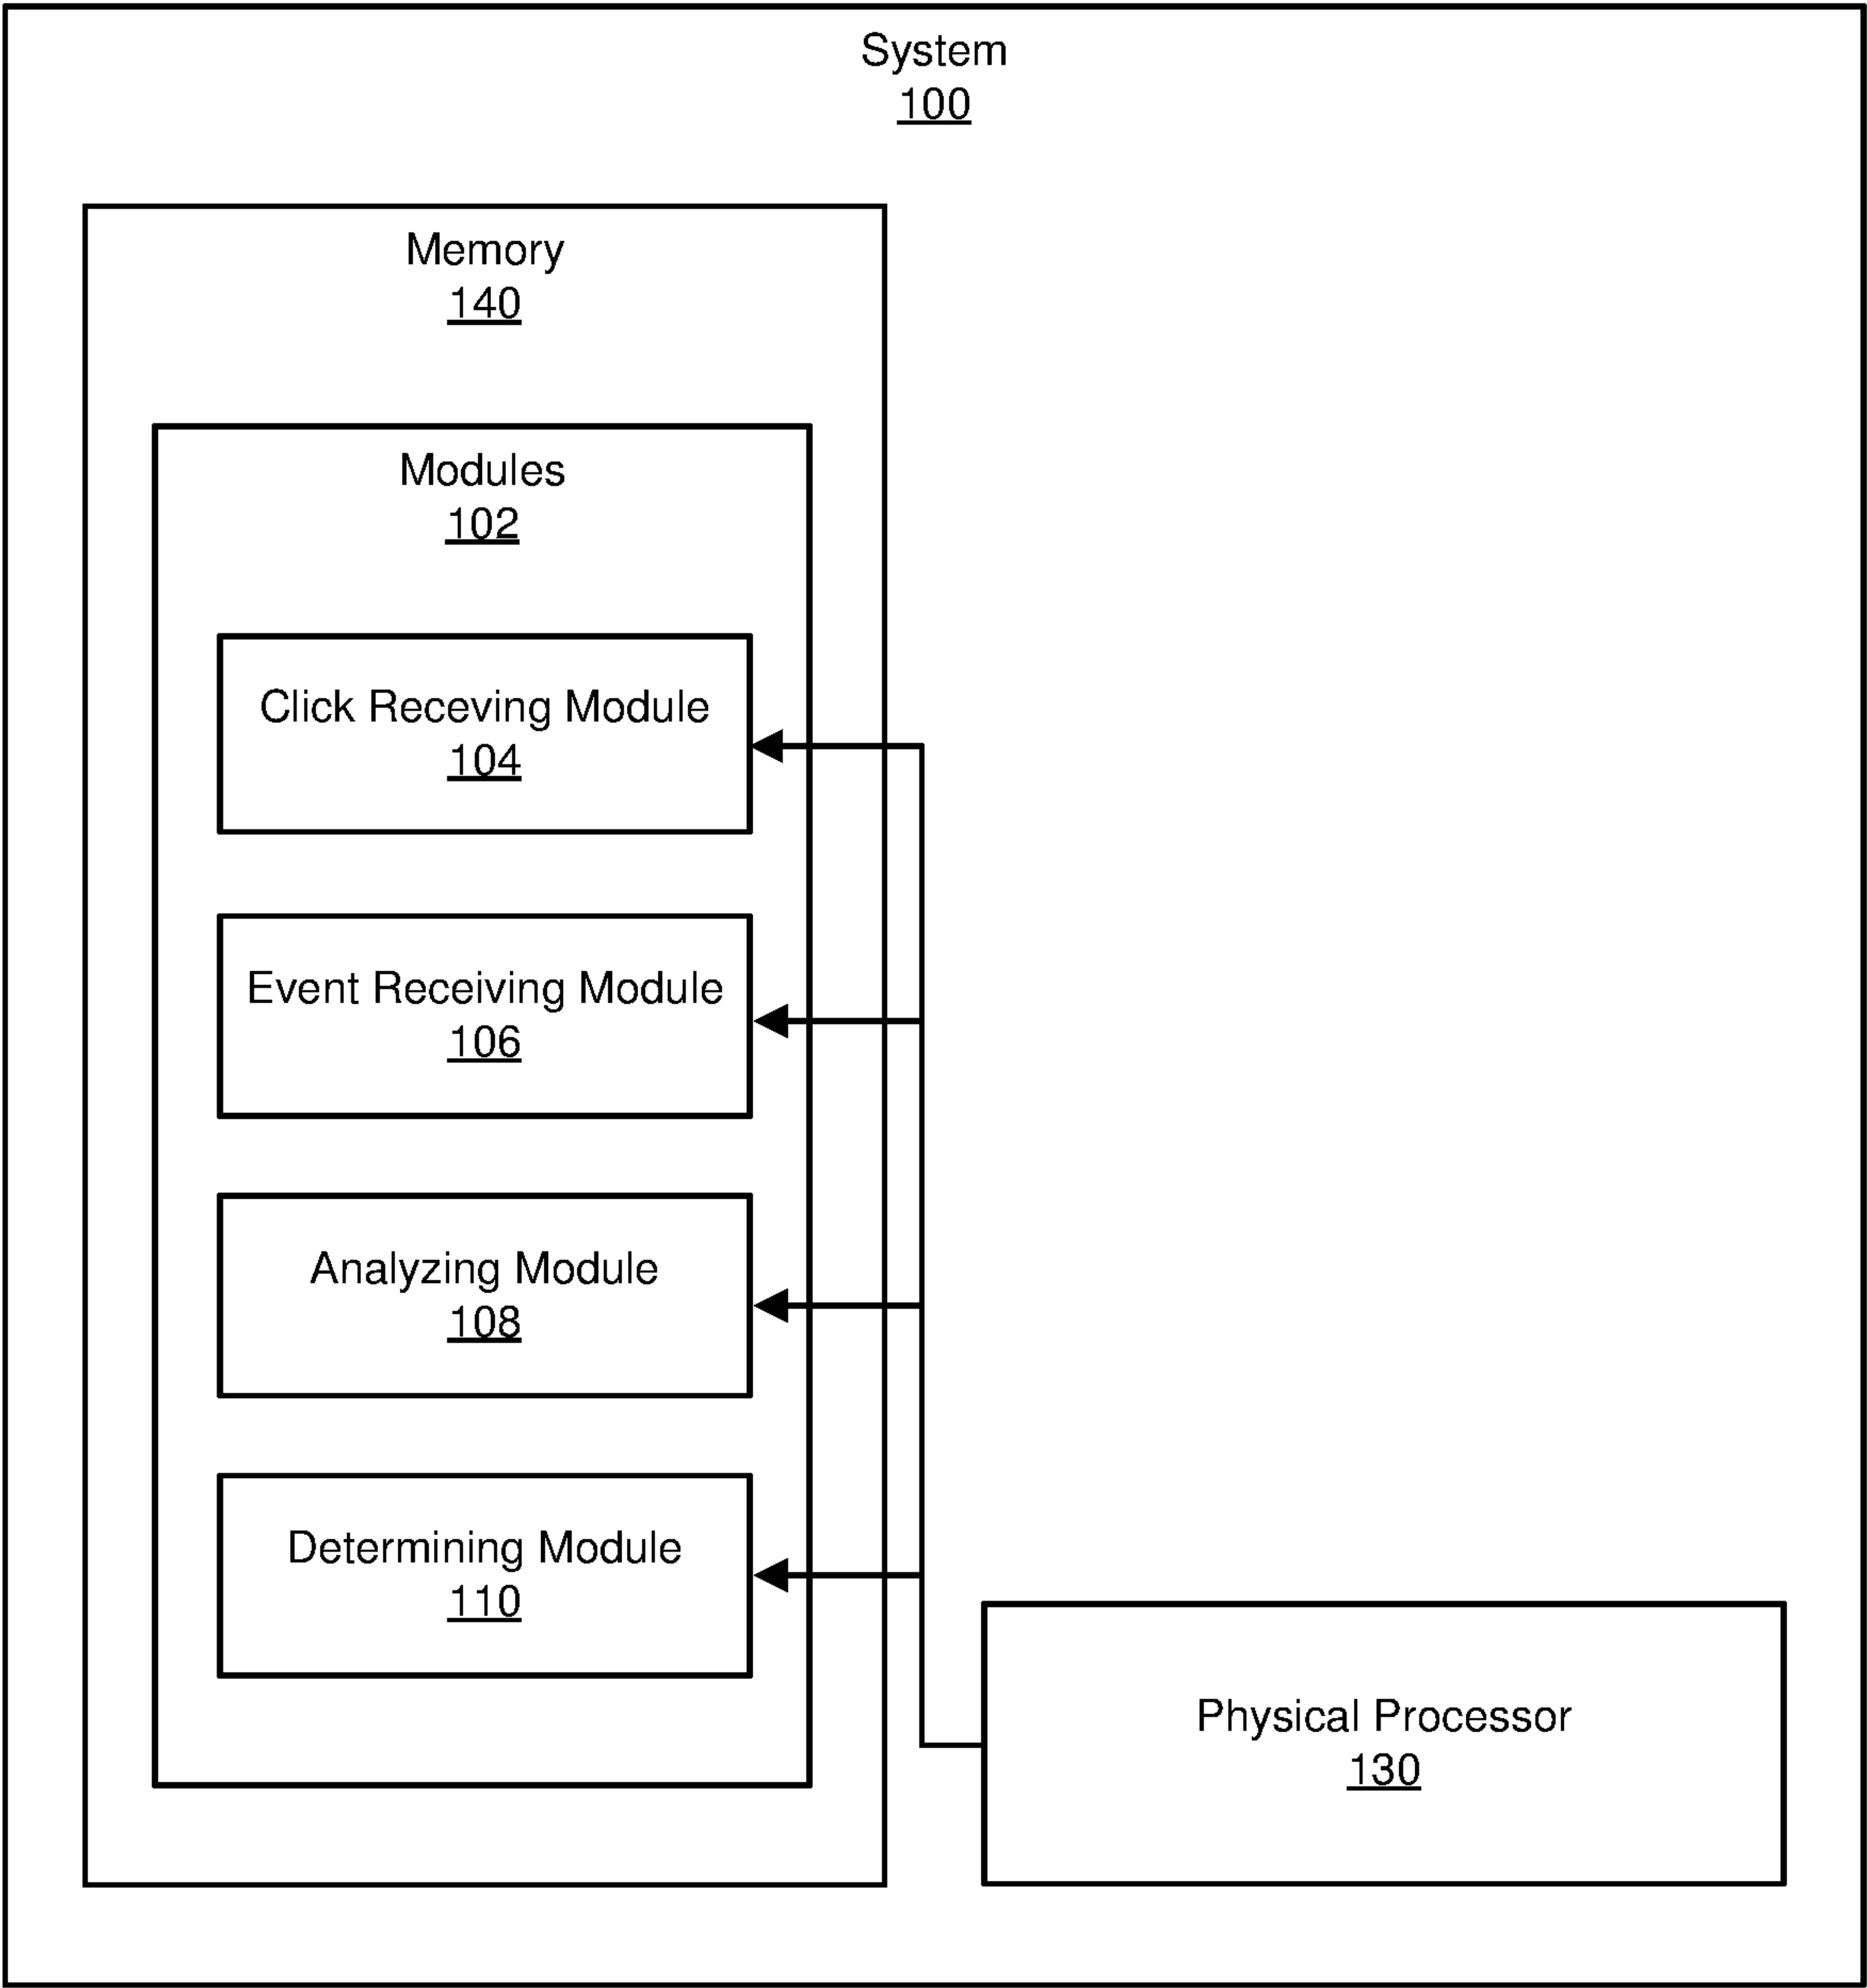 System
100
Memory
140
Modules
102
Click Receving Module
104
Event Receiving Module
106
Analyzing Module
108
Determining Module
110
Physical Processor
130